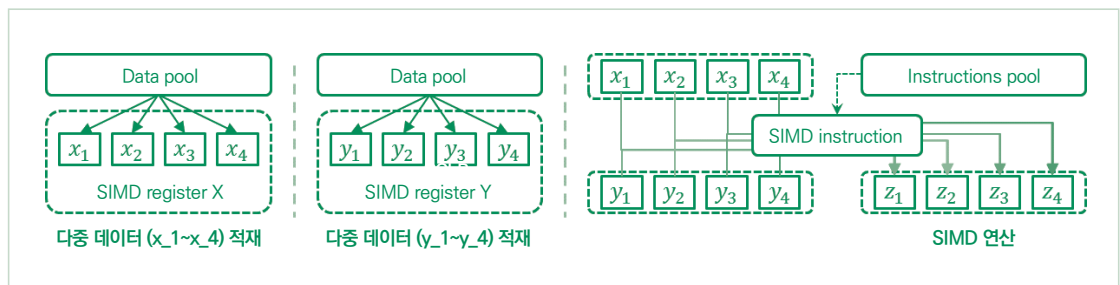 Data pool
x₁ x₂ x₃ x₄
SIMD register X
다중 데이터 (x_1~x_4) 적재
Data pool
y₁ y₂ y₃ y₄
SIMD register Y
다중 데이터 (y_1~y_4) 적재
x₁ x₂ x₃ x₄
Instructions pool
SIMD instruction
y₁ y₂ y₃ y₄
z₁ z₂ z₃ z₄
SIMD 연산